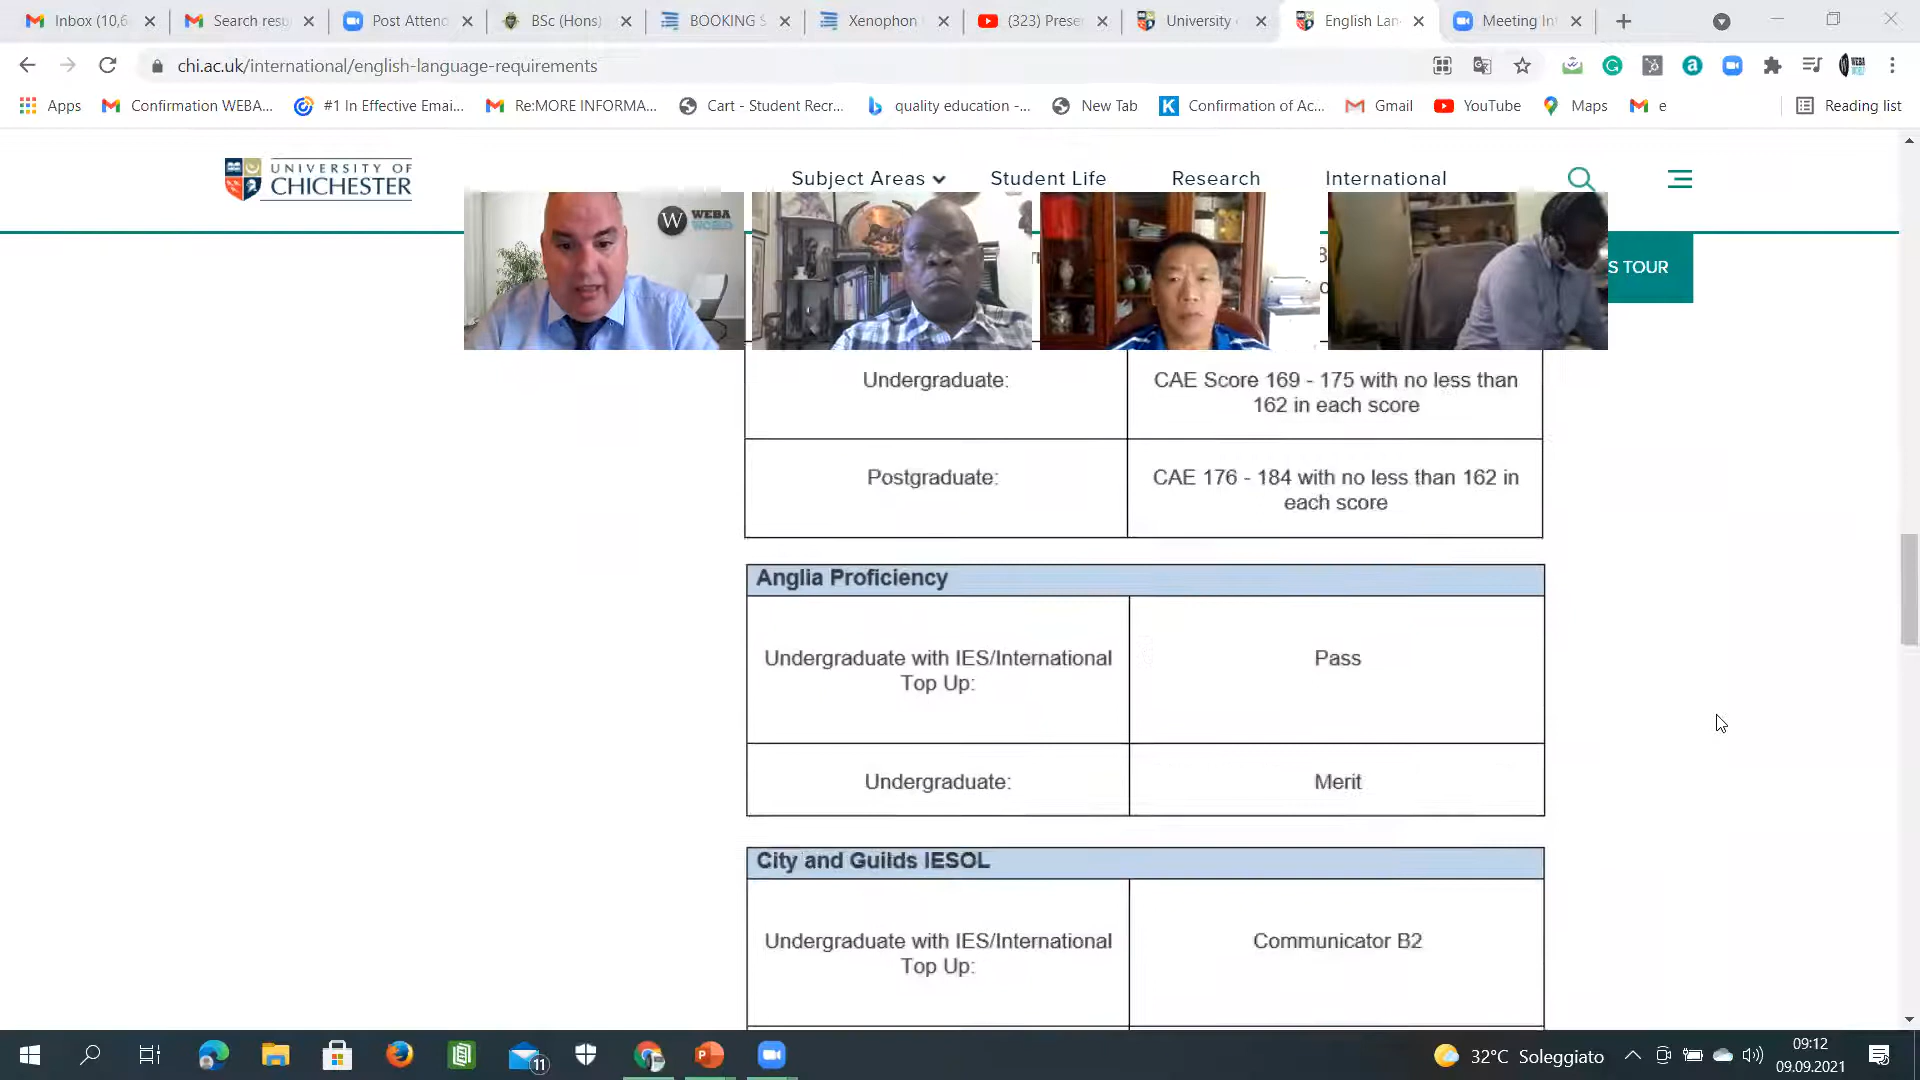 Inbox (10,6
Search resu
Post Attend
BSc (Hons)
BOOKING S
Xenophon
(323) Prese
University
English Lan
Meeting In
chi.ac.uk/international/english-language-requirements
Apps
Confirmation WEBA...
#1 In Effective Emai...
Re:MORE INFORMA...
Cart - Student Recr...
quality education -...
New Tab
Confirmation of Ac...
Gmail
YouTube
Maps
e
Reading list
UNIVERSITY OF
CHICHESTER
Subject Areas
Student Life
Research
International
W WEBA
WORLD
S TOUR
Undergraduate:
CAE Score 169 - 175 with no less than
162 in each score
Postgraduate:
CAE 176 - 184 with no less than 162 in
each score
Anglia Proficiency
Undergraduate with IES/International
Top Up:
Pass
Undergraduate:
Merit
City and Guilds IESOL
Undergraduate with IES/International
Top Up:
Communicator B2
11
32°C Soleggiato
09:12
09.09.2021